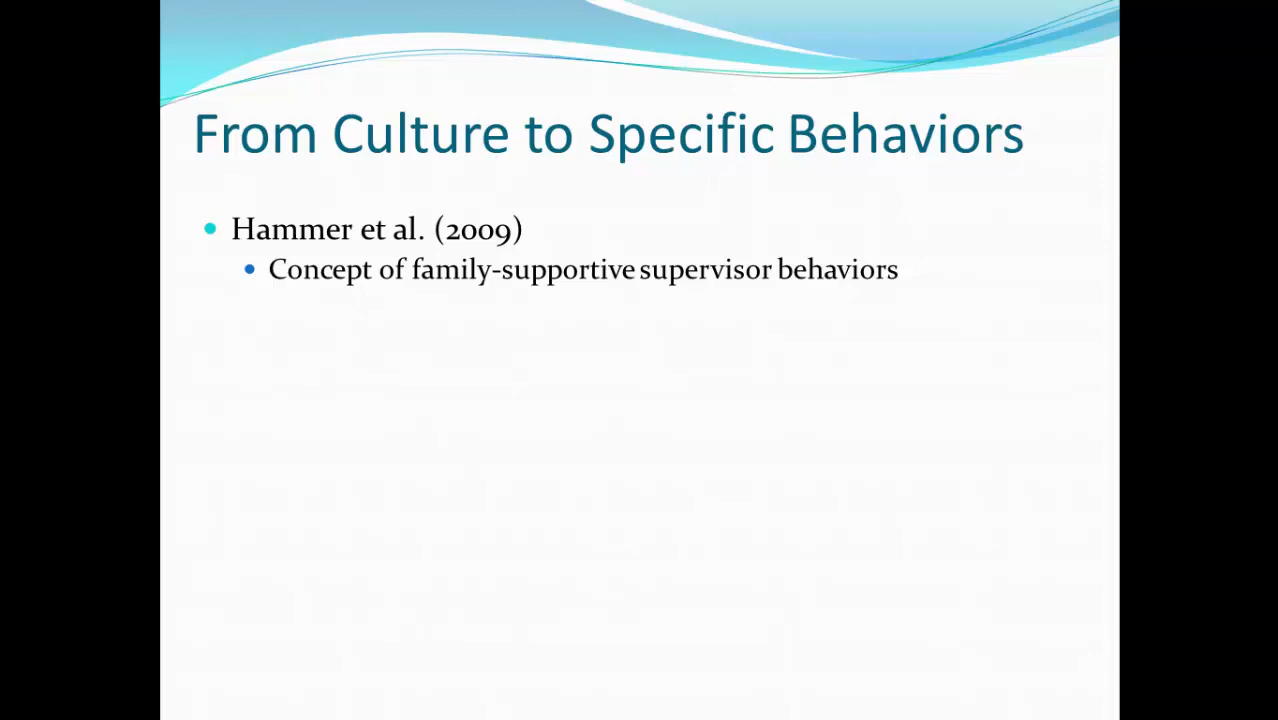 From Culture to Specific Behaviors
Hammer et al. (2009)
Concept of family-supportive supervisor behaviors